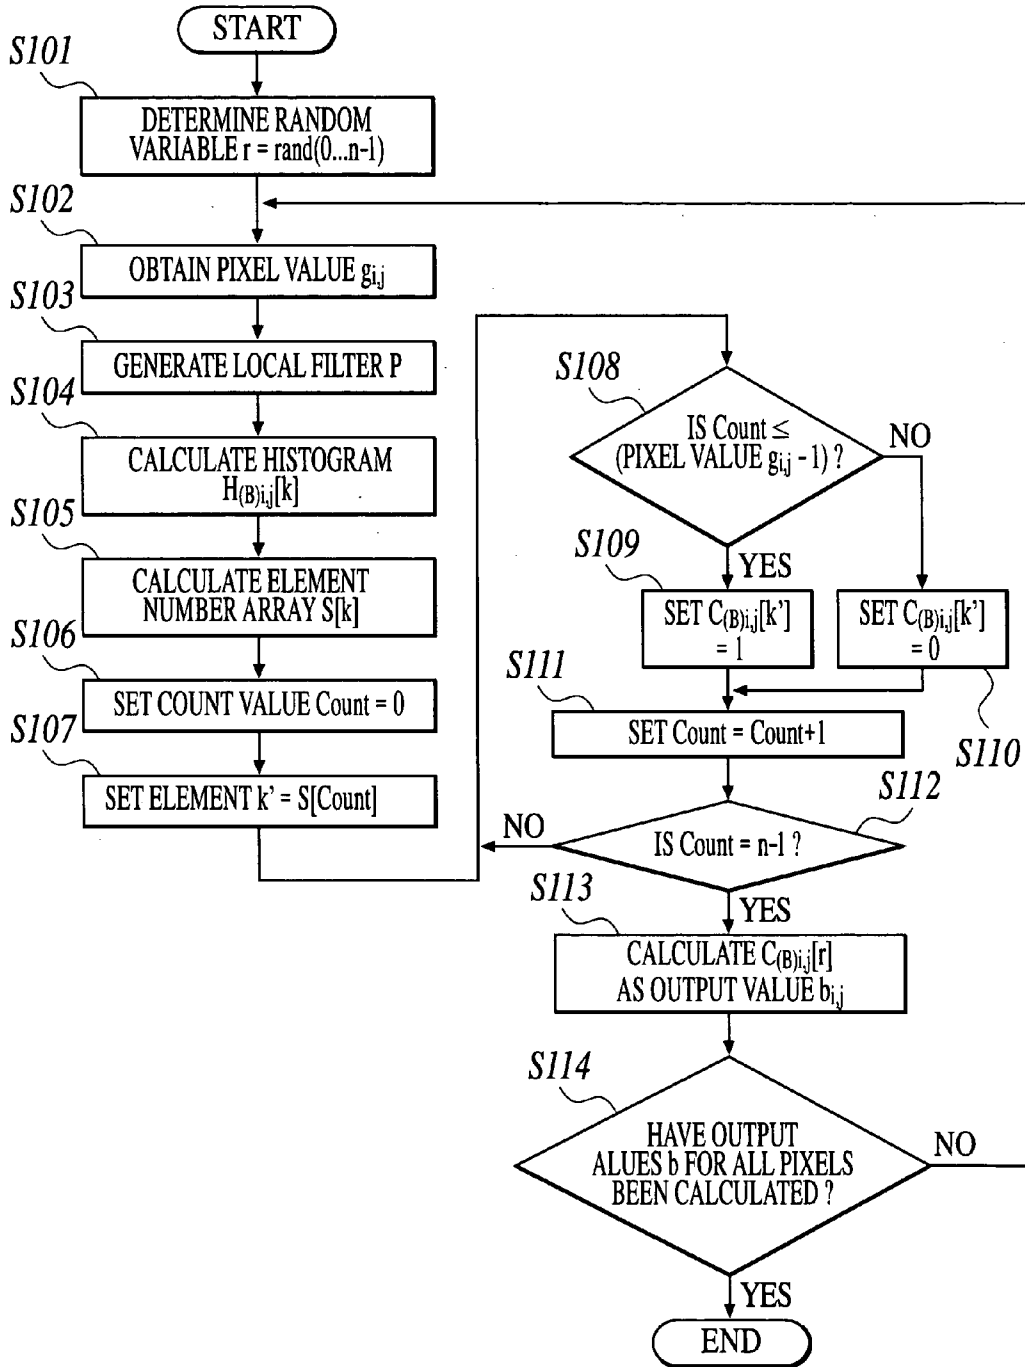 START
S101
DETERMINE RANDOM
VARIABLE r = rand(0...n-1)
S102
OBTAIN PIXEL VALUE gi,j
S103
GENERATE LOCAL FILTER P
S104
CALCULATE HISTOGRAM
H(B)i,j[k]
S105
CALCULATE ELEMENT
NUMBER ARRAY S[k]
S106
SET COUNT VALUE Count = 0
S107
SET ELEMENT k' = S[Count]
S108
IS Count ≤
(PIXEL VALUE gi,j - 1) ?
NO
YES
S109
SET C(B)i,j[k']
= 1
SET C(B)i,j[k']
= 0
S110
S111
SET Count = Count+1
S112
IS Count = n-1 ?
NO
YES
S113
CALCULATE C(B)i,j[r]
AS OUTPUT VALUE bi,j
S114
HAVE OUTPUT
ALUES b FOR ALL PIXELS
BEEN CALCULATED ?
NO
YES
END